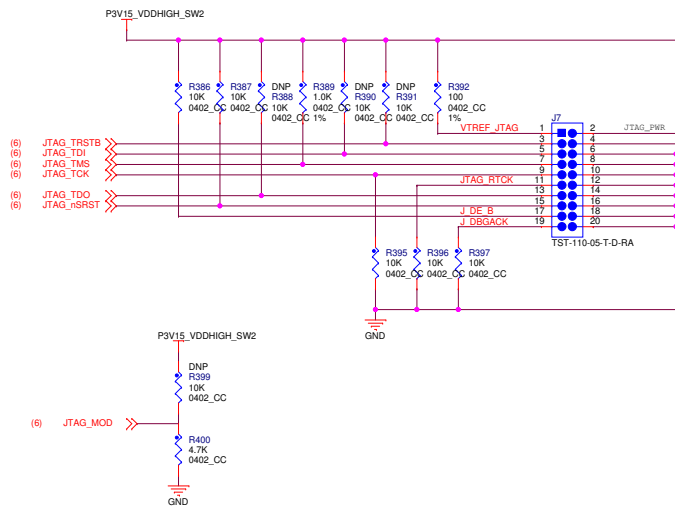 P3V15_VDDHIGH_SW2
R386
10K
0402_CC
R387
10K
0402_CC
DNP
R388
10K
0402_CC
R389
1.0K
0402_CC
1%
DNP
R390
10K
0402_CC
DNP
R391
10K
0402_CC
R392
100
0402_CC
1%
J7
VTREF_JTAG 1 2 JTAG_PWR
(6) JTAG_TRSTB 3 4
(6) JTAG_TDI 5 6
(6) JTAG_TMS 7 8
(6) JTAG_TCK 9 10
JTAG_RTCK 11 12
(6) JTAG_TDO 13 14
(6) JTAG_nSRST 15 16
J_DE_B 17 18
J_DBGACK 19 20
TST-110-05-T-D-RA
R395
10K
0402_CC
R396
10K
0402_CC
R397
10K
0402_CC
GND
P3V15_VDDHIGH_SW2
DNP
R399
10K
0402_CC
(6) JTAG_MOD
R400
4.7K
0402_CC
GND